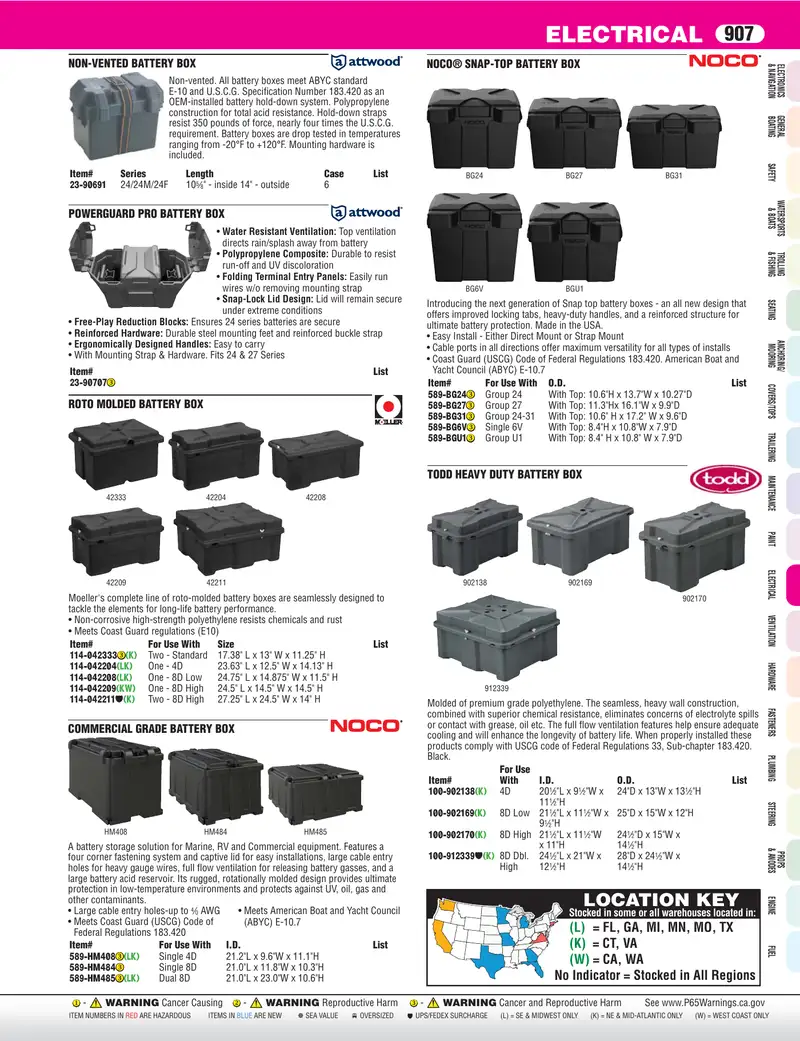 ELECTRICAL 907
NON-VENTED BATTERY BOX
attwood®
Non-vented. All battery boxes meet ABYC standard
E-10 and U.S.C.G. Specification Number 183.420 as an
OEM-installed battery hold-down system. Polypropylene
construction for total acid resistance. Hold-down straps
resist 350 pounds of force, nearly four times the U.S.C.G.
requirement. Battery boxes are drop tested in temperatures
ranging from -20°F to +120°F. Mounting hardware is
included.
Item# Series Length Case List
23-90691 24/24M/24F 10½" - inside 14" - outside 6
POWERGUARD PRO BATTERY BOX
attwood®
• Water Resistant Ventilation: Top ventilation
directs rain/splash away from battery
• Polypropylene Composite: Durable to resist
run-off and UV discoloration
• Folding Terminal Entry Panels: Easily run
wires w/o removing mounting strap
• Snap-Lock Lid Design: Lid will remain secure
under extreme conditions
• Free-Play Reduction Blocks: Ensures 24 series batteries are secure
• Reinforced Hardware: Durable steel mounting feet and reinforced buckle strap
• Ergonomically Designed Handles: Easy to carry
• With Mounting Strap & Hardware. Fits 24 & 27 Series
Item# List
23-90707 3
ROTO MOLDED BATTERY BOX
MOELLER
42333 42204 42208
42209 42211
Moeller's complete line of roto-molded battery boxes are seamlessly designed to
tackle the elements for long-life battery performance.
• Non-corrosive high-strength polyethylene resists chemicals and rust
• Meets Coast Guard regulations (E10)
Item# For Use With Size List
114-042333 3 (K) Two - Standard 17.38" L x 13" W x 11.25" H
114-042204(LK) One - 4D 23.63" L x 12.5" W x 14.13" H
114-042208(LK) One - 8D Low 24.75" L x 14.875" W x 11.5" H
114-042209(KW) One - 8D High 24.5" L x 14.5" W x 14.5" H
114-042211(K) Two - 8D High 27.25" L x 24.5" W x 14" H
COMMERCIAL GRADE BATTERY BOX
NOCO®
HM408 HM484 HM485
A battery storage solution for Marine, RV and Commercial equipment. Features a
four corner fastening system and captive lid for easy installations, large cable entry
holes for heavy gauge wires, full flow ventilation for releasing battery gasses, and a
large battery acid reservoir. Its rugged, rotationally molded design provides ultimate
protection in low-temperature environments and protects against UV, oil, gas and
other contaminants.
• Large cable entry holes-up to AWG
• Meets Coast Guard (USCG) Code of
Federal Regulations 183.420
• Meets American Boat and Yacht Council
(ABYC) E-10.7
Item# For Use With I.D. List
589-HM408 3 (LK) Single 4D 21.2"L x 9.6"W x 11.1"H
589-HM484 3 Single 8D 21.0"L x 11.8"W x 10.3"H
589-HM485 3 (LK) Dual 8D 21.0"L x 23.0"W x 10.6"H
NOCO® SNAP-TOP BATTERY BOX
NOCO®
BG24 BG27 BG31
BG6V BGU1
Introducing the next generation of Snap top battery boxes - an all new design that
offers improved locking tabs, heavy-duty handles, and a reinforced structure for
ultimate battery protection. Made in the USA.
• Easy Install - Either Direct Mount or Strap Mount
• Cable ports in all directions offer maximum versatility for all types of installs
• Coast Guard (USCG) Code of Federal Regulations 183.420. American Boat and
Yacht Council (ABYC) E-10.7
Item# For Use With O.D. List
589-BG24 3 Group 24 With Top: 10.6"H x 13.7"W x 10.27"D
589-BG27 3 Group 27 With Top: 11.3"Hx 16.1"W x 9.9"D
589-BG31 3 Group 24-31 With Top: 10.6" H x 17.2" W x 9.6"D
589-BG6V 3 Single 6V With Top: 8.4"H x 10.8"W x 7.9"D
589-BGU1 3 Group U1 With Top: 8.4" H x 10.8" W x 7.9"D
TODD HEAVY DUTY BATTERY BOX
todd
902138 902169
902170
912339
Molded of premium grade polyethylene. The seamless, heavy wall construction,
combined with superior chemical resistance, eliminates concerns of electrolyte spills
or contact with grease, oil etc. The full flow ventilation features help ensure adequate
cooling and will enhance the longevity of battery life. When properly installed these
products comply with USCG code of Federal Regulations 33, Sub-chapter 183.420.
Black.
For Use
Item# With I.D. O.D. List
100-902138(K) 4D 20½"L x 9½"W x 24"D x 13"W x 13½"H
11½"H
100-902169(K) 8D Low 21½"L x 11½"W x 25"D x 15"W x 12"H
9½"H
100-902170(K) 8D High 21½"L x 11½"W 24½"D x 15"W x
x 11"H 14½"H
100-912339(K) 8D Dbl. 24½"L x 21"W x 28"D x 24½"W x
High 12½"H 14½"H
LOCATION KEY
Stocked in some or all warehouses located in:
(L) = FL, GA, MI, MN, MO, TX
(K) = CT, VA
(W) = CA, WA
No Indicator = Stocked in All Regions
ELECTRONICS
& NAVIGATION
GENERAL
BOATING
SAFETY
WATERSPORTS
& BOATS
TROLLING
& FISHING
SEATING
ANCHORING/
MOORING
COVERS/TOPS
TRAILERING
MAINTENANCE
PAINT
ELECTRICAL
VENTILATION
HARDWARE
FASTENERS
PLUMBING
STEERING
PROPS
& ANODES
ENGINE
FUEL
1 - WARNING Cancer Causing 2 - WARNING Reproductive Harm 3 - WARNING Cancer and Reproductive Harm See www.P65Warnings.ca.gov
ITEM NUMBERS IN RED ARE HAZARDOUS ITEMS IN BLUE ARE NEW SEA VALUE OVERSIZED UPS/FEDEX SURCHARGE (L) = SE & MIDWEST ONLY (K) = NE & MID-ATLANTIC ONLY (W) = WEST COAST ONLY